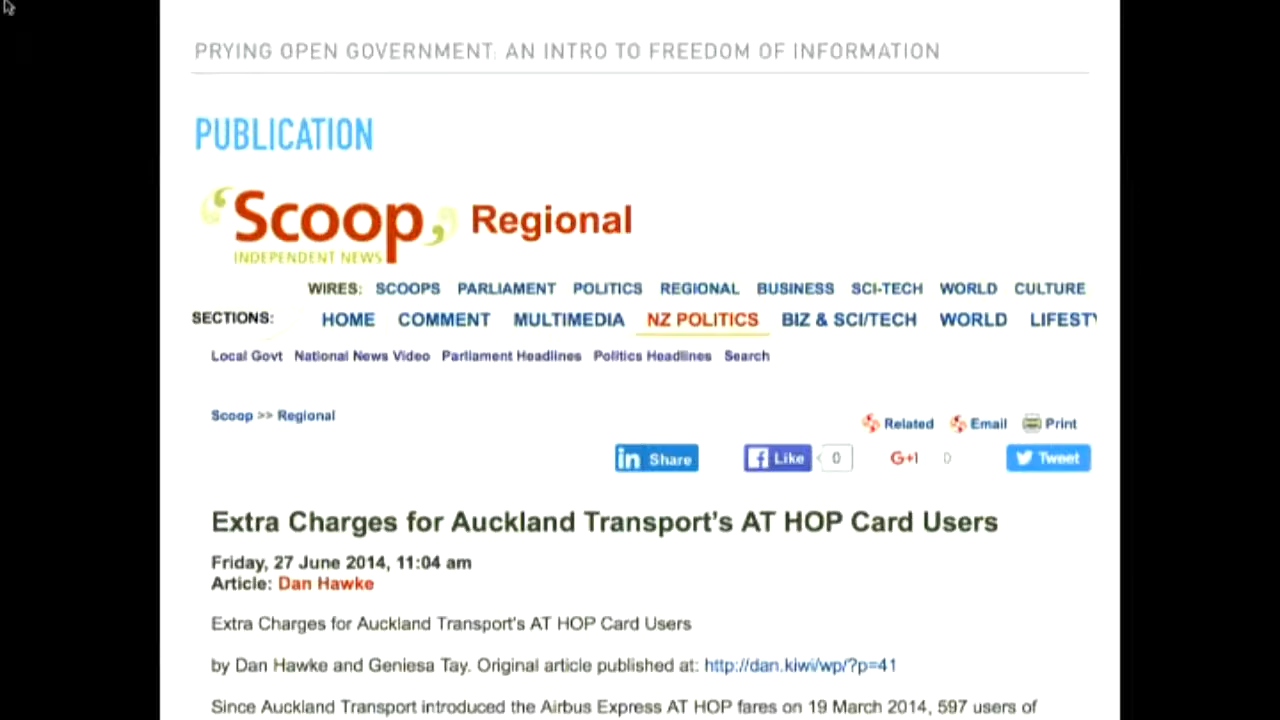 PRYING OPEN GOVERNMENT: AN INTRO TO FREEDOM OF INFORMATION
PUBLICATION
‘Scoop’ Regional
INDEPENDENT NEWS
WIRES: SCOOPS PARLIAMENT POLITICS REGIONAL BUSINESS SCI-TECH WORLD CULTURE
SECTIONS: HOME COMMENT MULTIMEDIA NZ POLITICS BIZ & SCI/TECH WORLD LIFESTY
Local Govt National News Video Parliament Headlines Politics Headlines Search
Scoop >> Regional
Related Email Print
in Share f Like 0 G+1 0 Tweet
Extra Charges for Auckland Transport's AT HOP Card Users
Friday, 27 June 2014, 11:04 am
Article: Dan Hawke
Extra Charges for Auckland Transport's AT HOP Card Users
by Dan Hawke and Geniesa Tay. Original article published at: http://dan.kiwi/wp/?p=41
Since Auckland Transport introduced the Airbus Express AT HOP fares on 19 March 2014, 597 users of